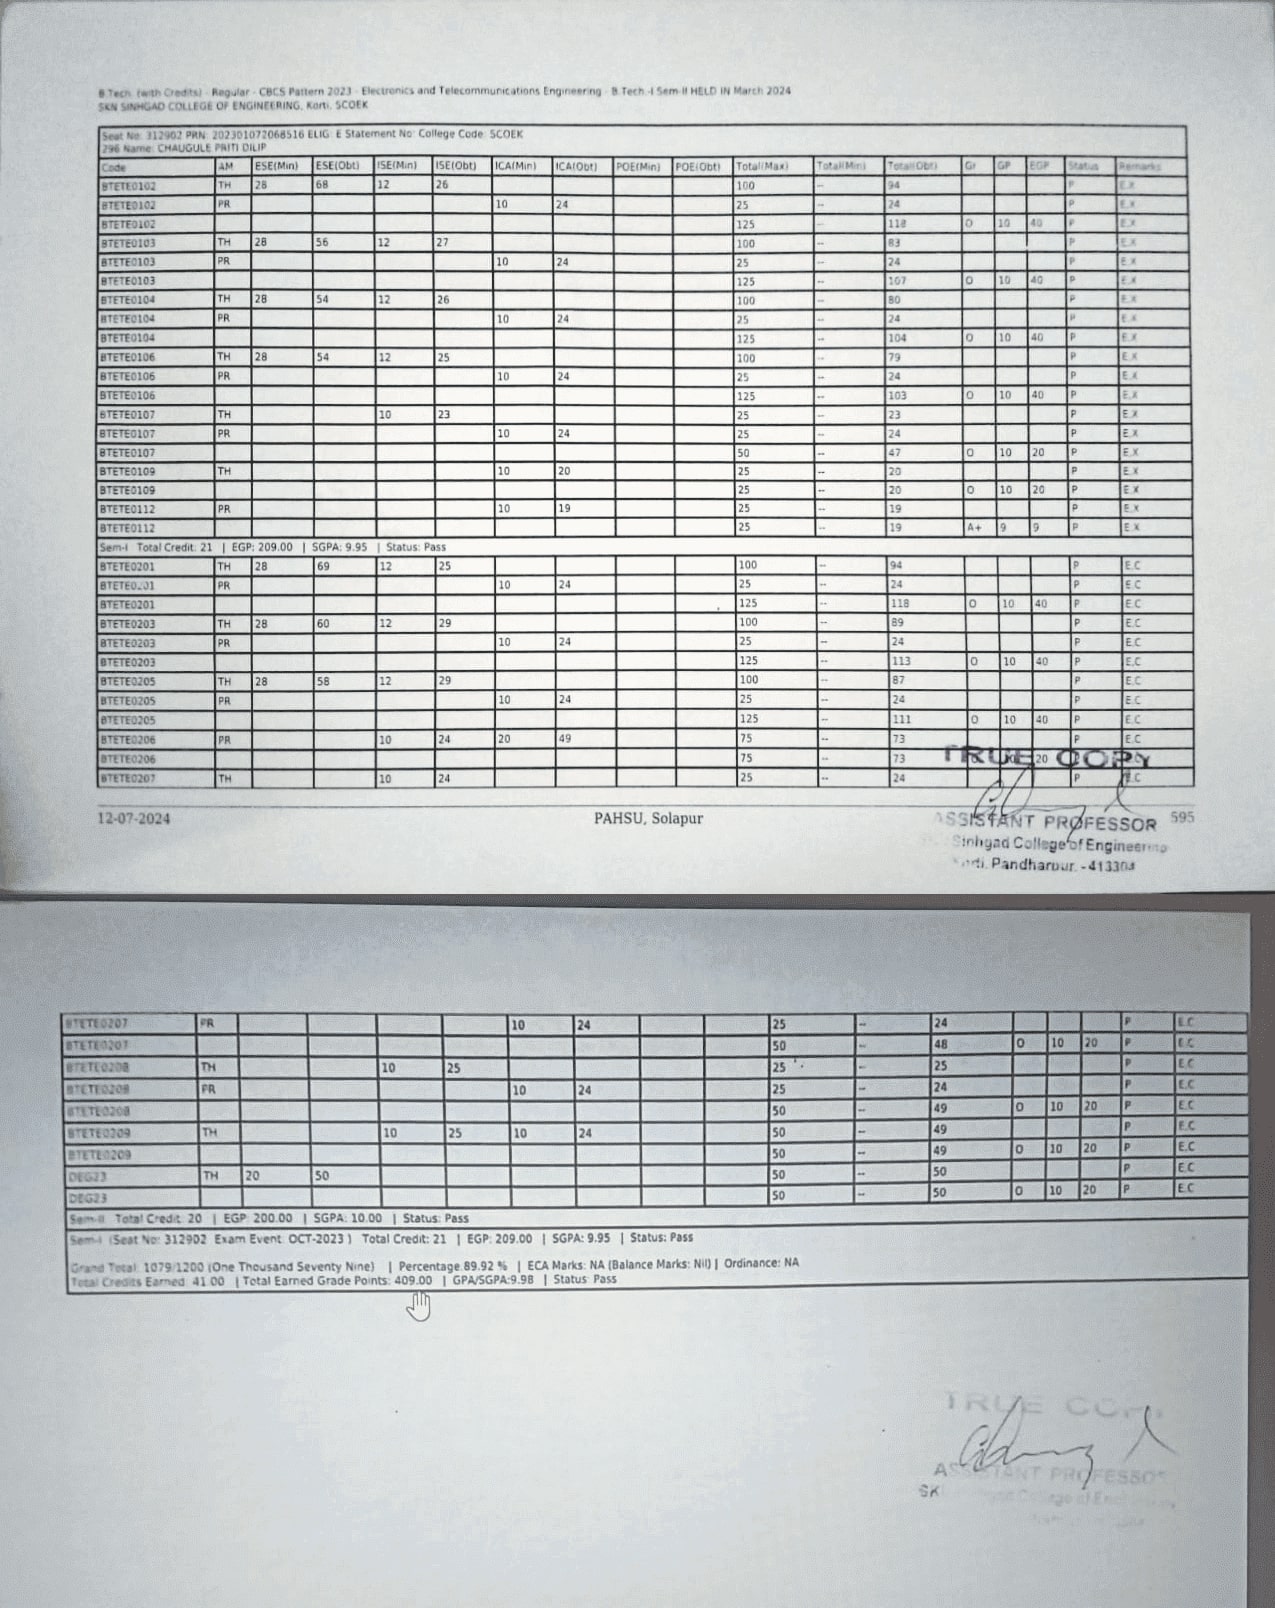 B.Tech. (with Credits) - Regular - CBCS Pattern 2023 - Electronics and Telecommunications Engineering - B.Tech.-I Sem-II HELD IN March 2024
SKN SINHGAD COLLEGE OF ENGINEERING, Korti. SCOEK
Seat No: 312902 PRN: 202301072068516 ELIG: E Statement No: College Code: SCOEK
296 Name: CHAUGULE PRITI DILIP
Code AM ESE(Min) ESE(Obt) ISE(Min) ISE(Obt) ICA(Min) ICA(Obt) POE(Min) POE(Obt) Total(Max) Total(Min) Total(Obt) Gr GP EGP Status Remarks
BTETE0102 TH 28 68 12 26 100 -- 94 P E.X
BTETE0102 PR 10 24 25 -- 24 P E.X
BTETE0102 125 -- 118 O 10 40 P E.X
BTETE0103 TH 28 56 12 27 100 -- 83 P E.X
BTETE0103 PR 10 24 25 -- 24 P E.X
BTETE0103 125 -- 107 O 10 40 P E.X
BTETE0104 TH 28 54 12 26 100 -- 80 P E.X
BTETE0104 PR 10 24 25 -- 24 P E.X
BTETE0104 125 -- 104 O 10 40 P E.X
BTETE0106 TH 28 54 12 25 100 -- 79 P E.X
BTETE0106 PR 10 24 25 -- 24 P E.X
BTETE0106 125 -- 103 O 10 40 P E.X
BTETE0107 TH 10 23 25 -- 23 P E.X
BTETE0107 PR 10 24 25 -- 24 P E.X
BTETE0107 50 -- 47 O 10 20 P E.X
BTETE0109 TH 10 20 25 -- 20 P E.X
BTETE0109 25 -- 20 O 10 20 P E.X
BTETE0112 PR 10 19 25 -- 19 P E.X
BTETE0112 25 -- 19 A+ 9 9 P E.X
Sem-I Total Credit: 21 | EGP: 209.00 | SGPA: 9.95 | Status: Pass
BTETE0201 TH 28 69 12 25 100 -- 94 P E.C
BTETE0201 PR 10 24 25 -- 24 P E.C
BTETE0201 125 -- 118 O 10 40 P E.C
BTETE0203 TH 28 60 12 29 100 -- 89 P E.C
BTETE0203 PR 10 24 25 -- 24 P E.C
BTETE0203 125 -- 113 O 10 40 P E.C
BTETE0205 TH 28 58 12 29 100 -- 87 P E.C
BTETE0205 PR 10 24 25 -- 24 P E.C
BTETE0205 125 -- 111 O 10 40 P E.C
BTETE0206 PR 10 24 20 49 75 -- 73 P E.C
BTETE0206 75 -- 73 20
TRUE COPY
BTETE0207 TH 10 24 25 -- 24 P E.C
12-07-2024 PAHSU, Solapur 595
ASSISTANT PROFESSOR
Sinhgad College of Engineering
Pandharpur. - 413304
BTETE0207 PR 10 24 25 -- 24 P E.C
BTETE0207 50 -- 48 O 10 20 P E.C
BTETE0208 TH 10 25 25 -- 25 P E.C
BTETE0208 PR 10 24 25 -- 24 P E.C
BTETE0208 50 -- 49 O 10 20 P E.C
BTETE0209 TH 10 25 10 24 50 -- 49 P E.C
BTETE0209 50 -- 49 O 10 20 P E.C
DEG23 TH 20 50 50 -- 50 P E.C
DEG23 50 -- 50 O 10 20 P E.C
Sem-II Total Credit: 20 | EGP: 200.00 | SGPA: 10.00 | Status: Pass
Sem-I (Seat No: 312902 Exam Event: OCT-2023 ) Total Credit: 21 | EGP: 209.00 | SGPA: 9.95 | Status: Pass
Grand Total: 1079/1200 (One Thousand Seventy Nine) | Percentage:89.92 % | ECA Marks: NA (Balance Marks: Nil) | Ordinance: NA
Total Credits Earned: 41.00 | Total Earned Grade Points: 409.00 | GPA/SGPA:9.98 | Status: Pass
TRUE COPY
ASSISTANT PROFESSOR
College of